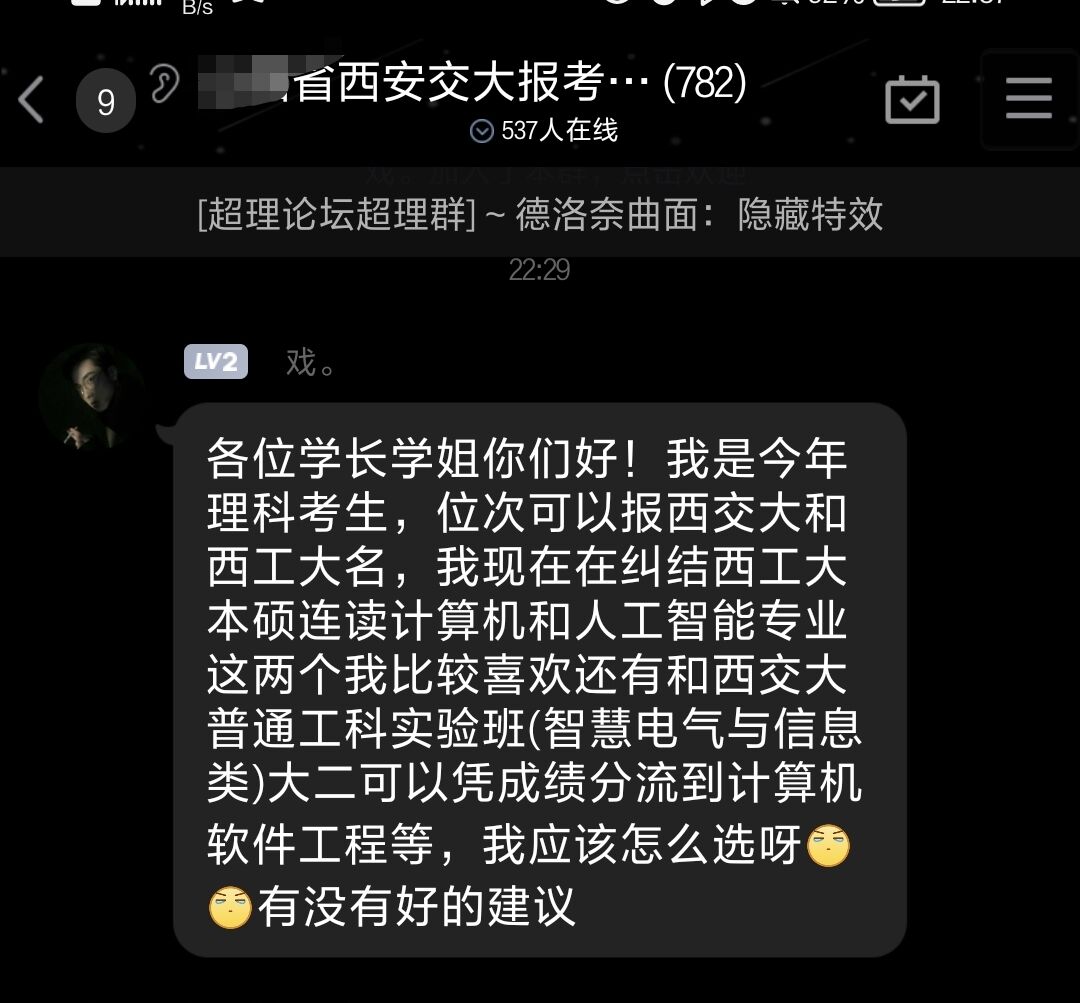 B/s
9
省西安交大报考… (782)
537人在线
[超理论坛超理群] ~ 德洛奈曲面：隐藏特效
22:29
LV2 戏。
各位学长学姐你们好！我是今年
理科考生，位次可以报西交大和
西工大名，我现在在纠结西工大
本硕连读计算机和人工智能专业
这两个我比较喜欢还有和西交大
普通工科实验班(智慧电气与信息
类)大二可以凭成绩分流到计算机
软件工程等，我应该怎么选呀
有没有好的建议